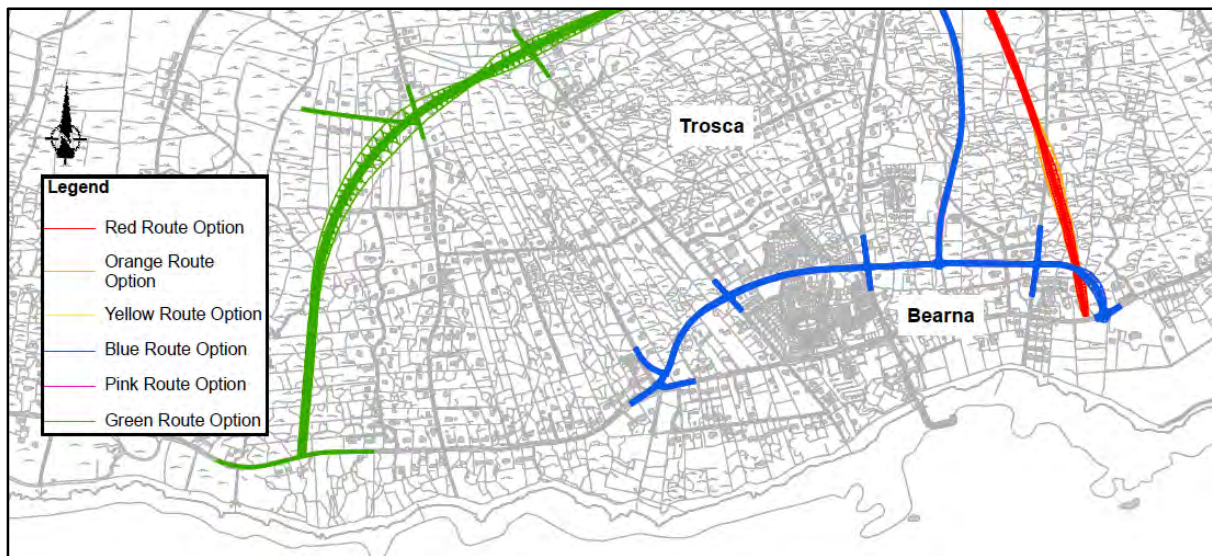 Trosca
N
Legend
Red Route Option
Orange Route
Option
Yellow Route Option
Blue Route Option
Pink Route Option
Green Route Option
Bearna